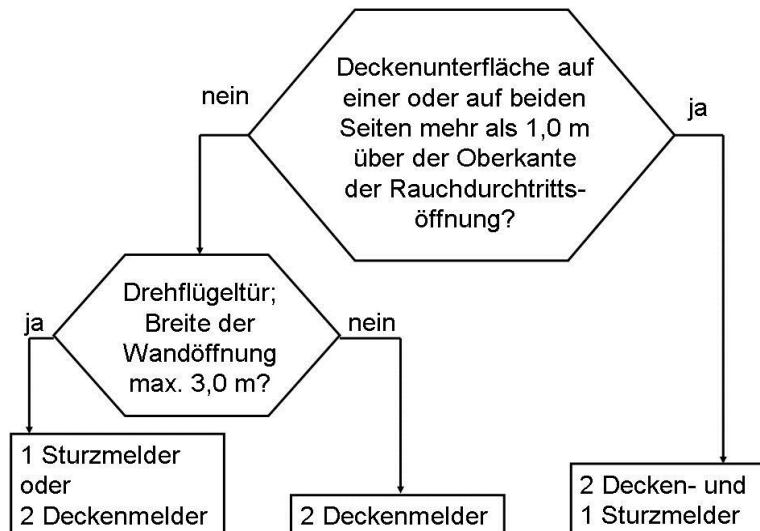 Deckenunterfläche auf
einer oder auf beiden
Seiten mehr als 1,0 m
über der Oberkante
der Rauchdurchtritts-
öffnung?
nein
ja
Drehflügeltür;
Breite der
Wandöffnung
max. 3,0 m?
ja
nein
1 Sturzmelder
oder
2 Deckenmelder
2 Deckenmelder
2 Decken- und
1 Sturzmelder